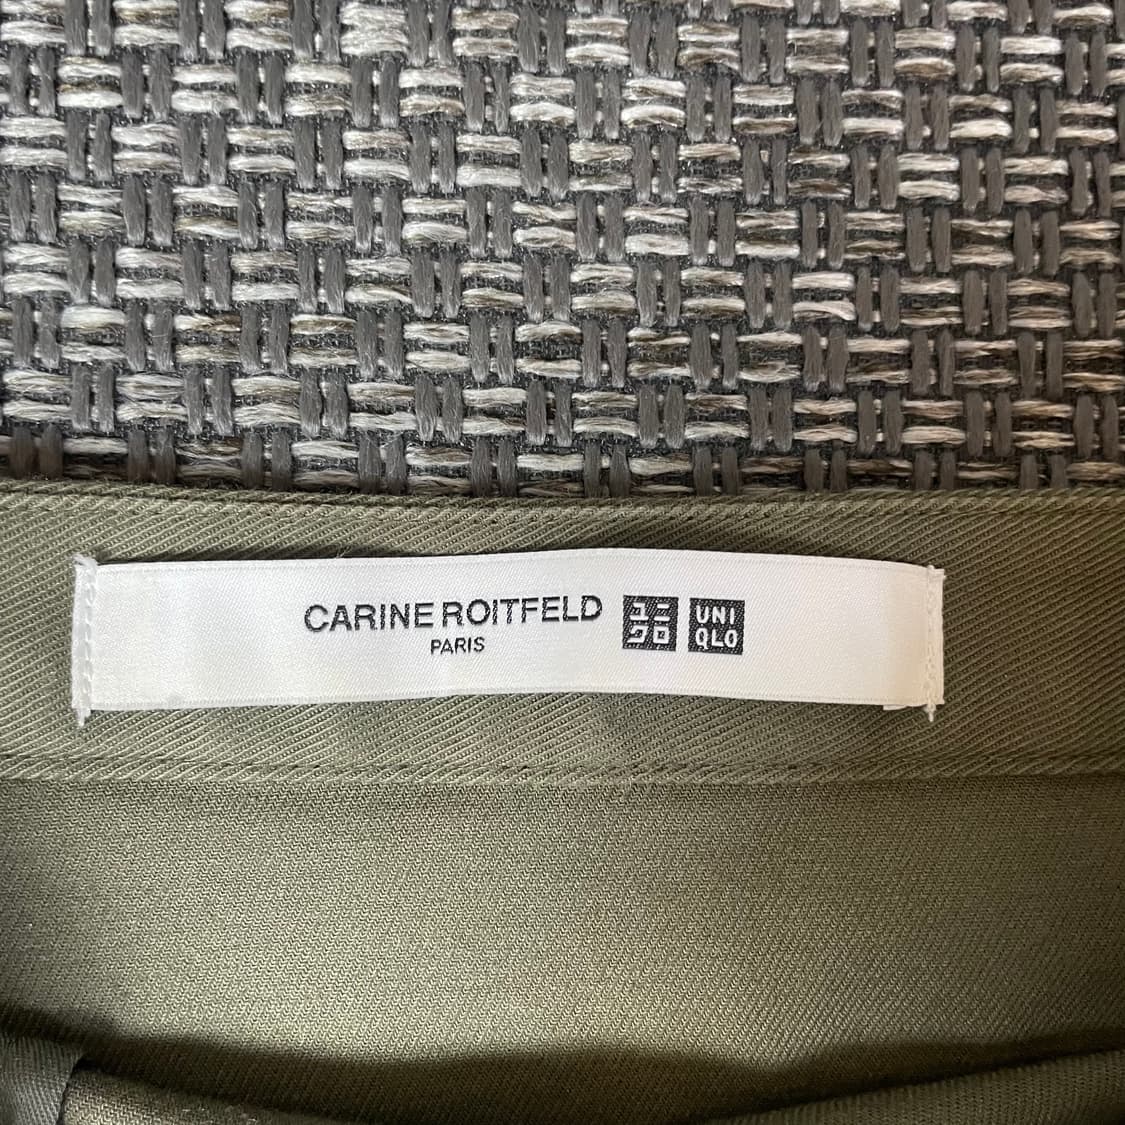 CARINE ROITFELD
PARIS
ユニ
クロ
UNI
QLO